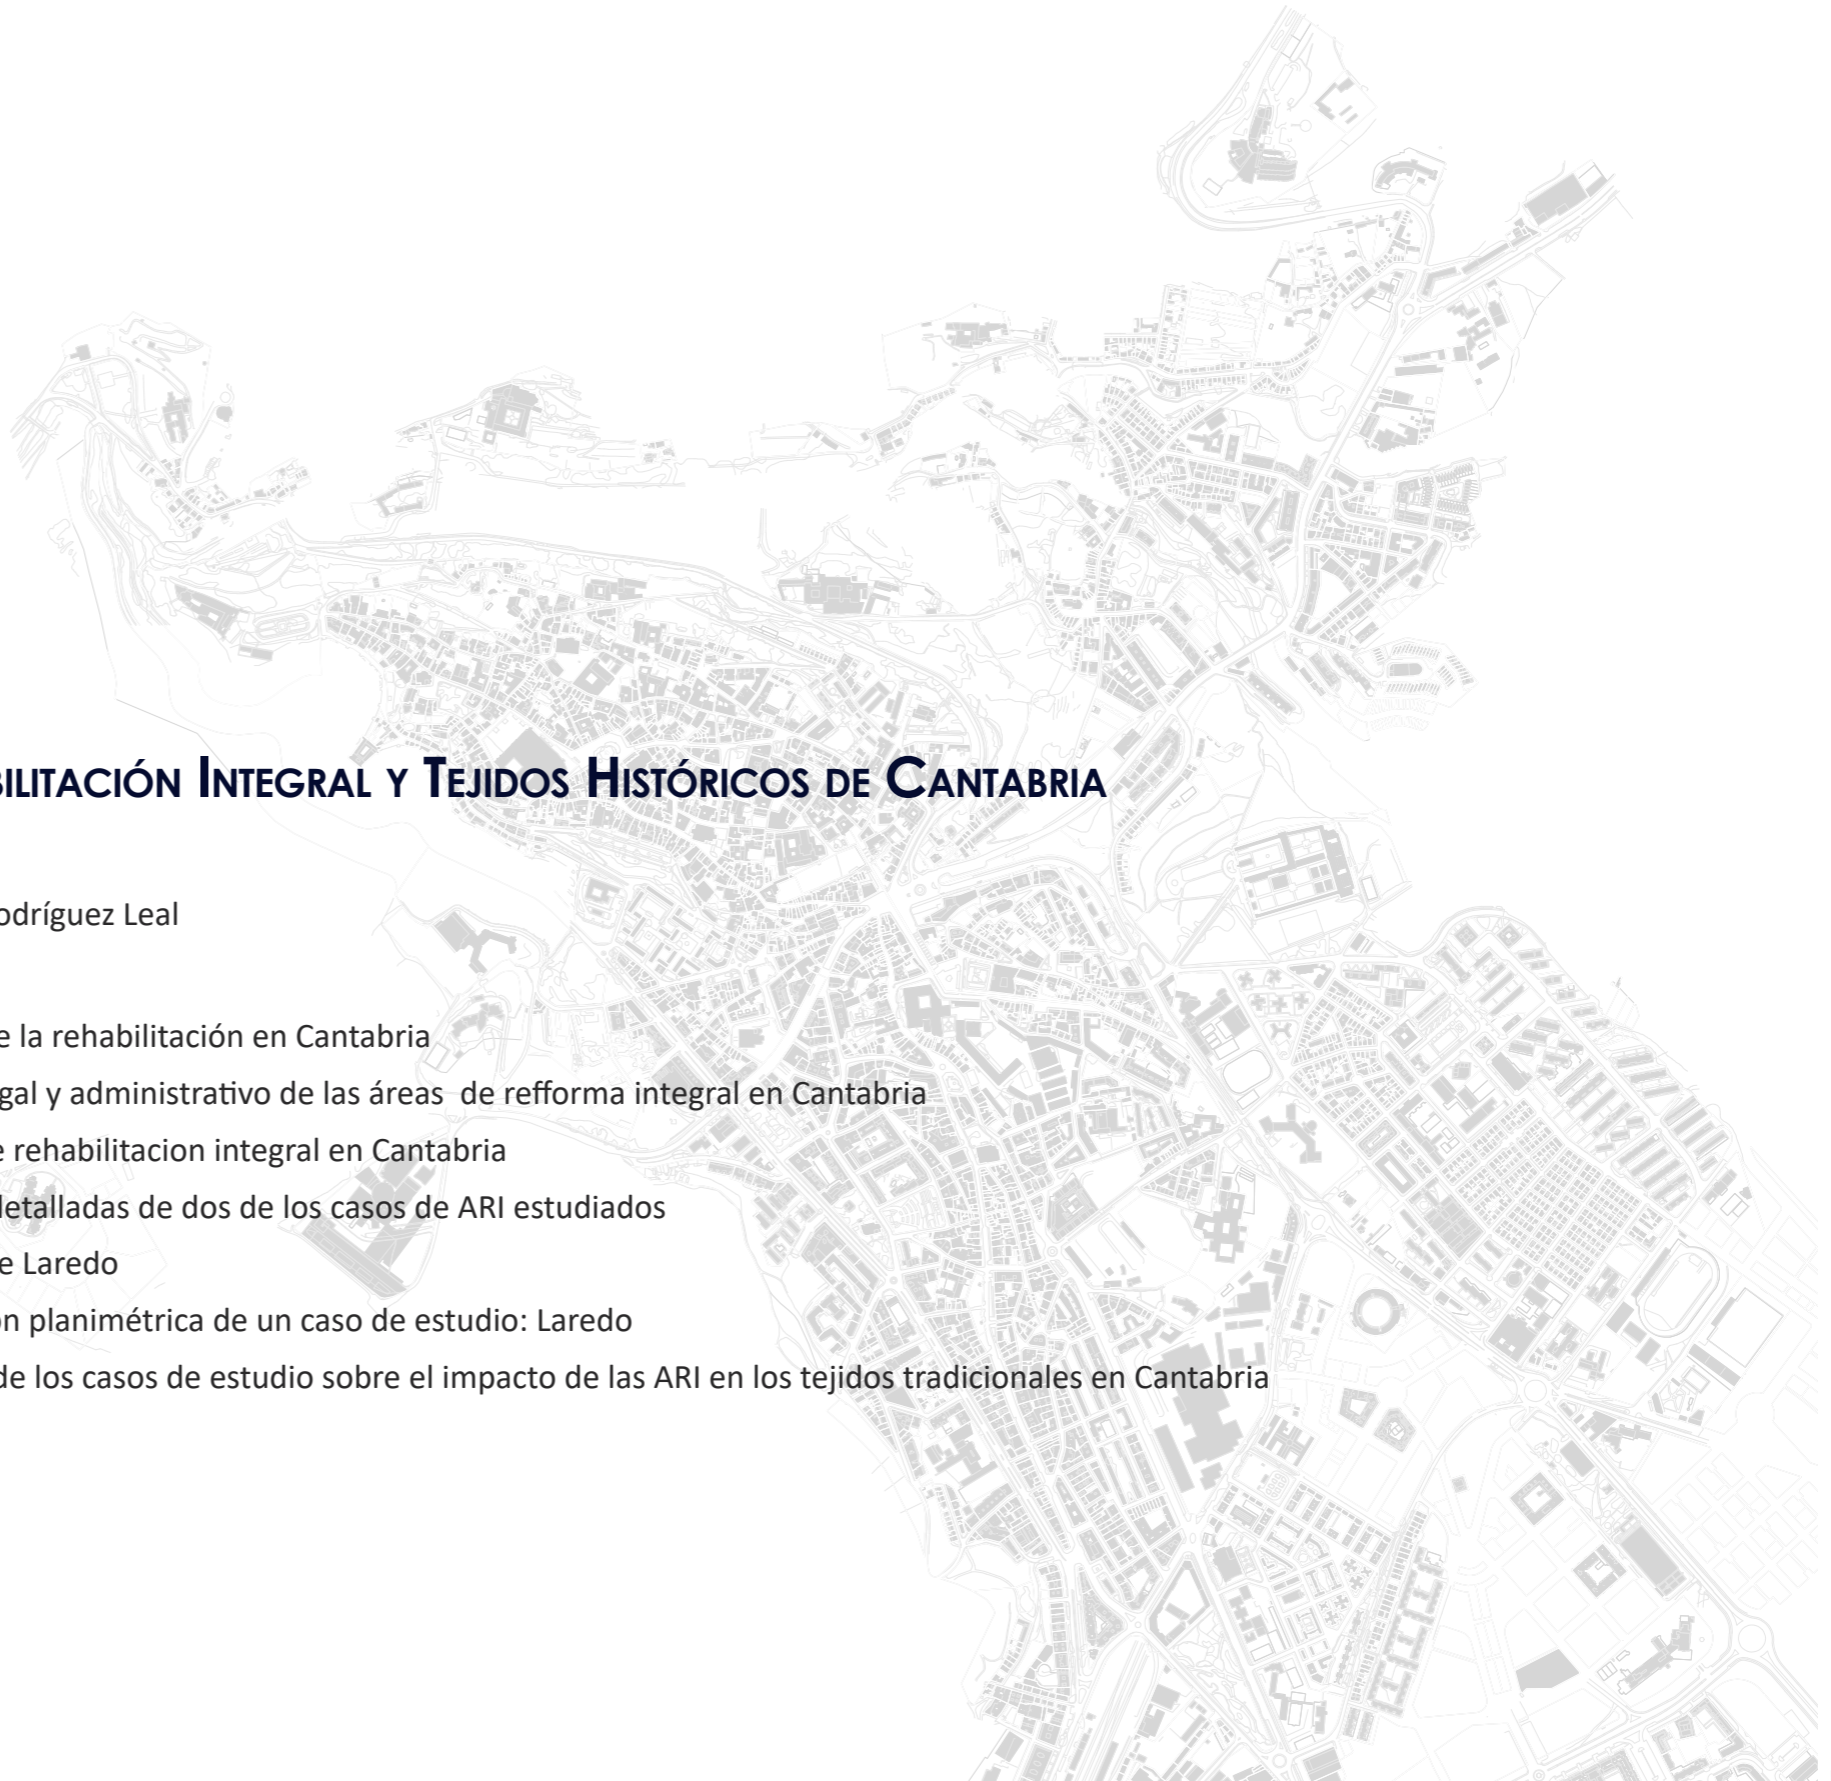 BILITACIÓN INTEGRAL Y TEJIDOS HISTÓRICOS DE CANTABRIA
odríguez Leal
e la rehabilitación en Cantabria
gal y administrativo de las áreas  de refforma integral en Cantabria
e rehabilitacion integral en Cantabria
detalladas de dos de los casos de ARI estudiados
e Laredo
ón planimétrica de un caso de estudio: Laredo
de los casos de estudio sobre el impacto de las ARI en los tejidos tradicionales en Cantabria